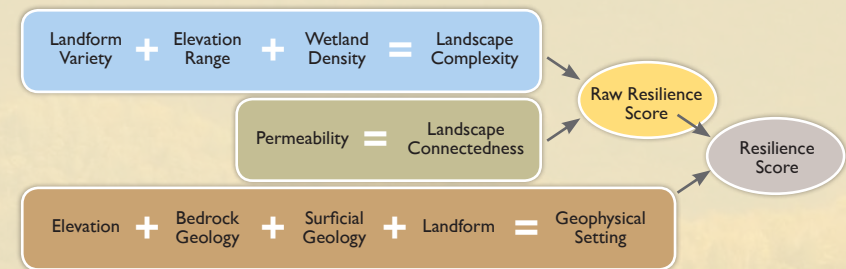 Landform
Variety
+
Elevation
Range
+
Wetland
Density
=
Landscape
Complexity
Permeability
=
Landscape
Connectedness
Raw Resilience
Score
Resilience
Score
Elevation
+
Bedrock
Geology
+
Surficial
Geology
+
Landform
=
Geophysical
Setting